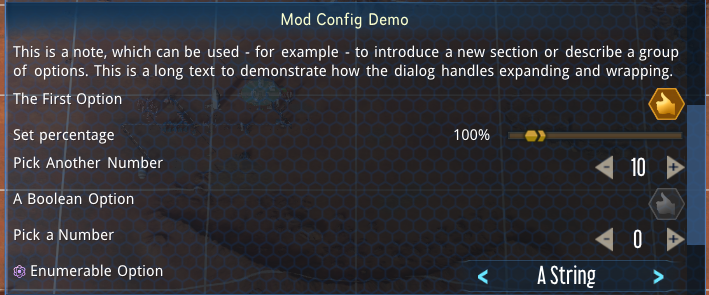 Mod Config Demo
This is a note, which can be used - for example - to introduce a new section or describe a group
of options. This is a long text to demonstrate how the dialog handles expanding and wrapping.
The First Option
Set percentage 100%
Pick Another Number - 10 +
A Boolean Option
Pick a Number - 0 +
Enumerable Option < A String >